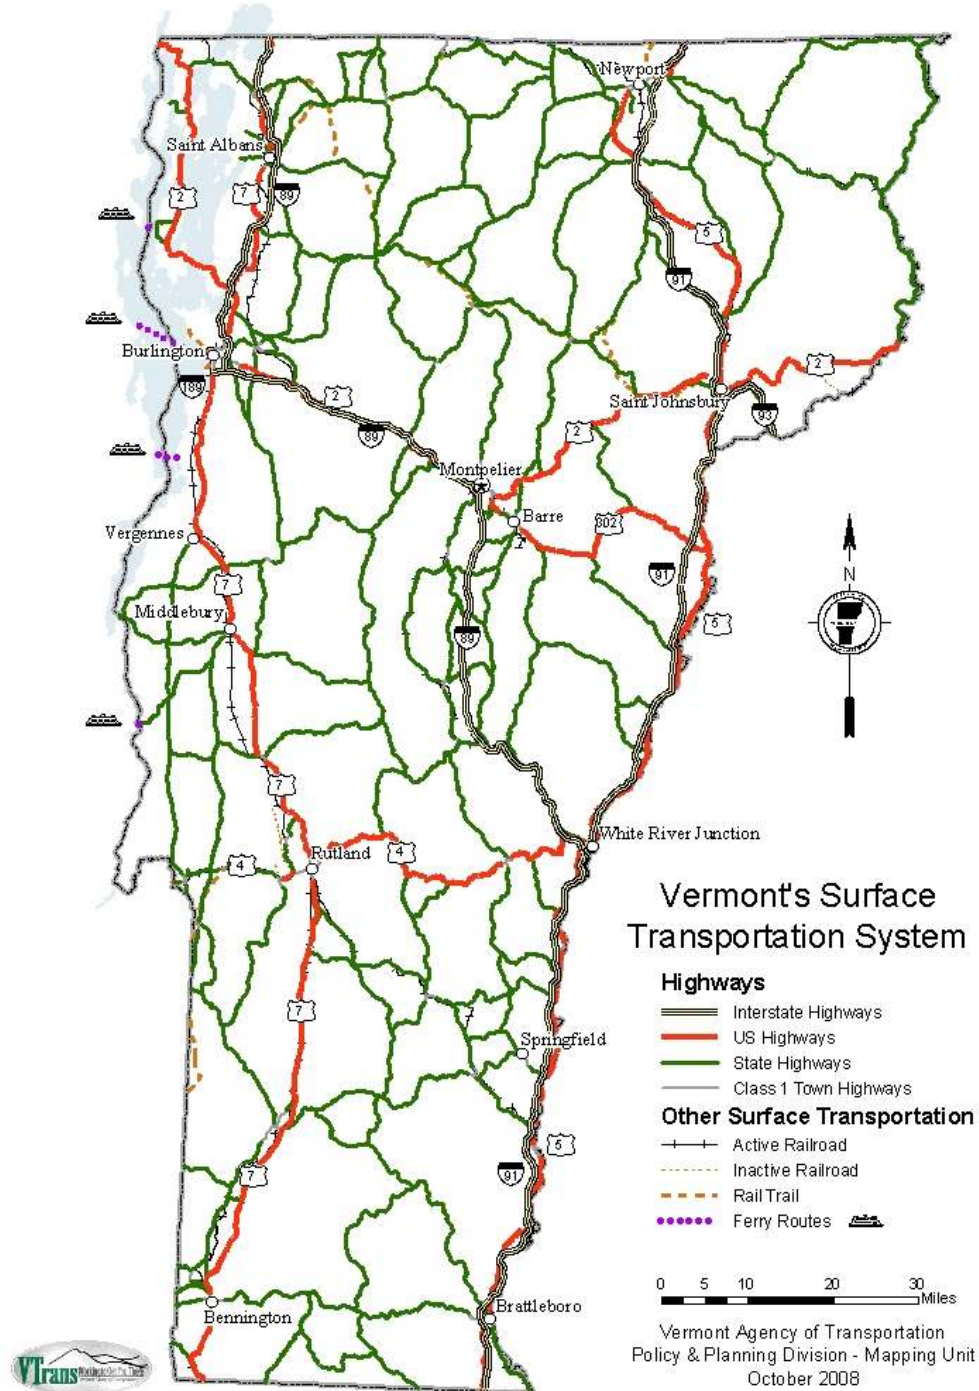 Newport
Saint Albans
2
7
89
5
91
Burlington
189
2
2
Saint Johnsbury
93
89
2
Montpelier
Barre
302
Vergennes
91
N
7
Middlebury
5
89
7
White River Junction
4
Rutland
4
Vermont's Surface
Transportation System
Highways
Interstate Highways
US Highways
State Highways
Class 1 Town Highways
7
Springfield
Other Surface Transportation
Active Railroad
Inactive Railroad
Rail Trail
Ferry Routes
5
91
7
0 5 10 20 30
Miles
Bennington
Brattleboro
Vermont Agency of Transportation
Policy & Planning Division - Mapping Unit
October 2008
VTrans